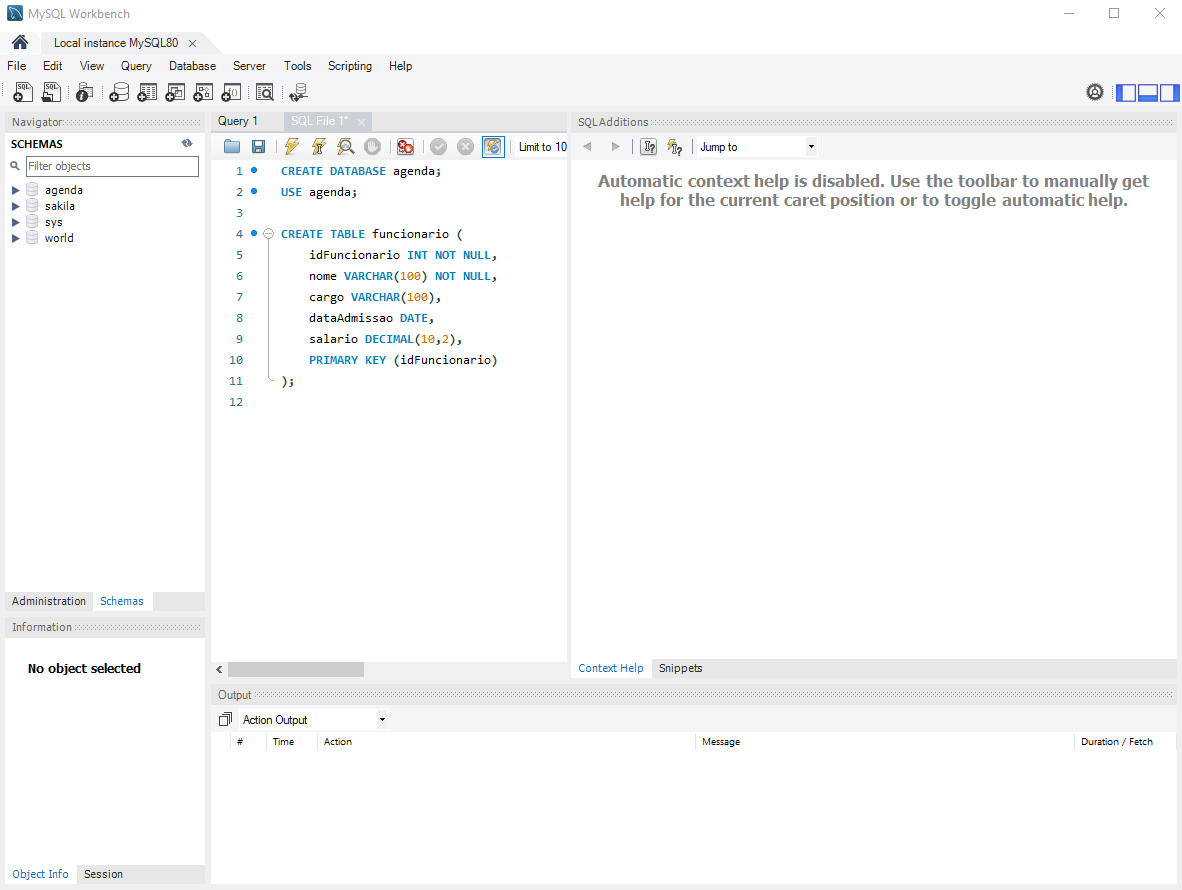 MySQL Workbench
Local instance MySQL80
File Edit View Query Database Server Tools Scripting Help
Navigator
SCHEMAS
Filter objects
agenda
sakila
sys
world
Administration Schemas
Information
No object selected
Object Info Session
Query 1 SQL File 1*
Limit to 10
1 CREATE DATABASE agenda;
2 USE agenda;
3
4 CREATE TABLE funcionario (
5 idFuncionario INT NOT NULL,
6 nome VARCHAR(100) NOT NULL,
7 cargo VARCHAR(100),
8 dataAdmissao DATE,
9 salario DECIMAL(10,2),
10 PRIMARY KEY (idFuncionario)
11 );
12
SQLAdditions
Jump to
Automatic context help is disabled. Use the toolbar to manually get
help for the current caret position or to toggle automatic help.
Context Help Snippets
Output
Action Output
# Time Action Message Duration / Fetch